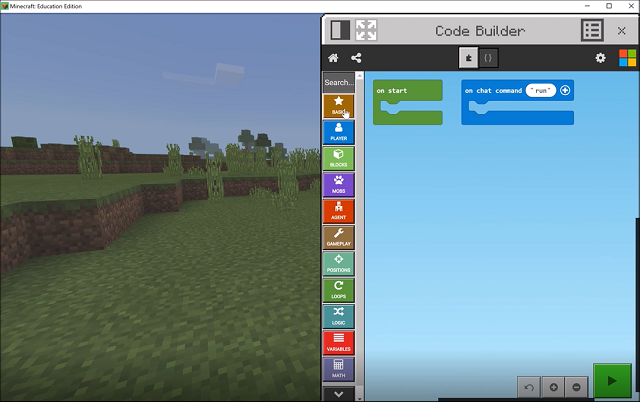 Minecraft: Education Edition
Code Builder
{}
Search...
BASIC
PLAYER
BLOCKS
MOBS
AGENT
GAMEPLAY
POSITIONS
LOOPS
LOGIC
VARIABLES
MATH
on start
on chat command "run"